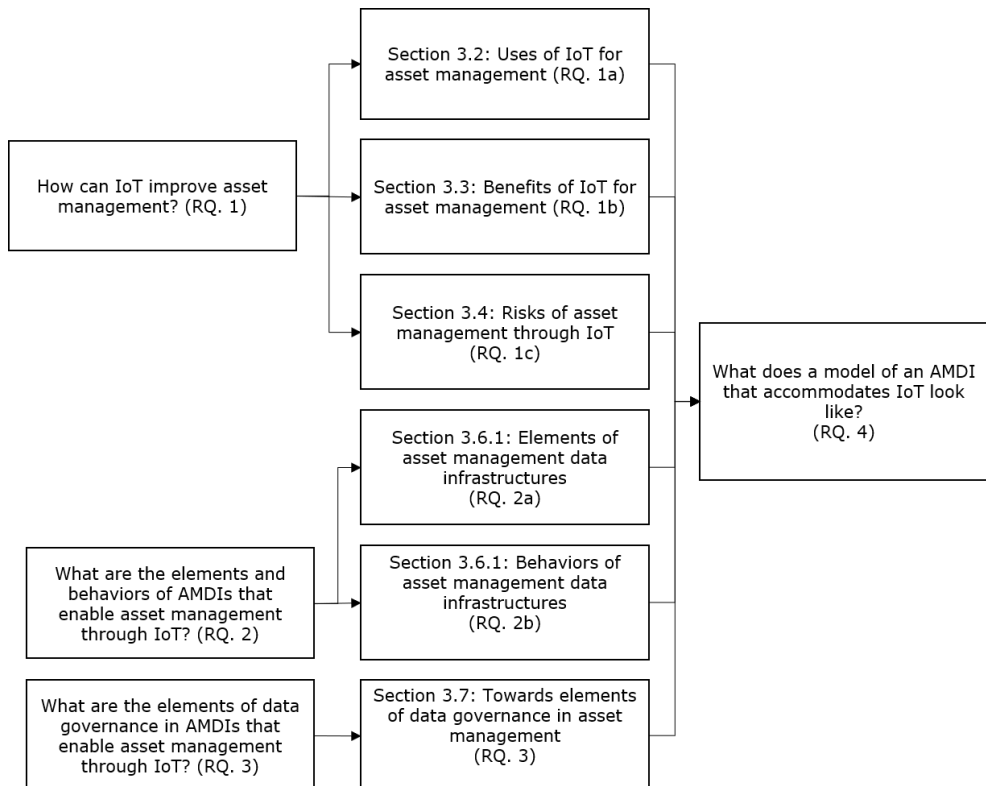 Section 3.2: Uses of IoT for
asset management (RQ. 1a)
How can IoT improve asset
management? (RQ. 1)
Section 3.3: Benefits of IoT for
asset management (RQ. 1b)
Section 3.4: Risks of asset
management through IoT
(RQ. 1c)
What does a model of an AMDI
that accommodates IoT look
like?
(RQ. 4)
Section 3.6.1: Elements of
asset management data
infrastructures
(RQ. 2a)
What are the elements and
behaviors of AMDIs that
enable asset management
through IoT? (RQ. 2)
Section 3.6.1: Behaviors of
asset management data
infrastructures
(RQ. 2b)
What are the elements of data
governance in AMDIs that
enable asset management
through IoT? (RQ. 3)
Section 3.7: Towards elements
of data governance in asset
management
(RQ. 3)